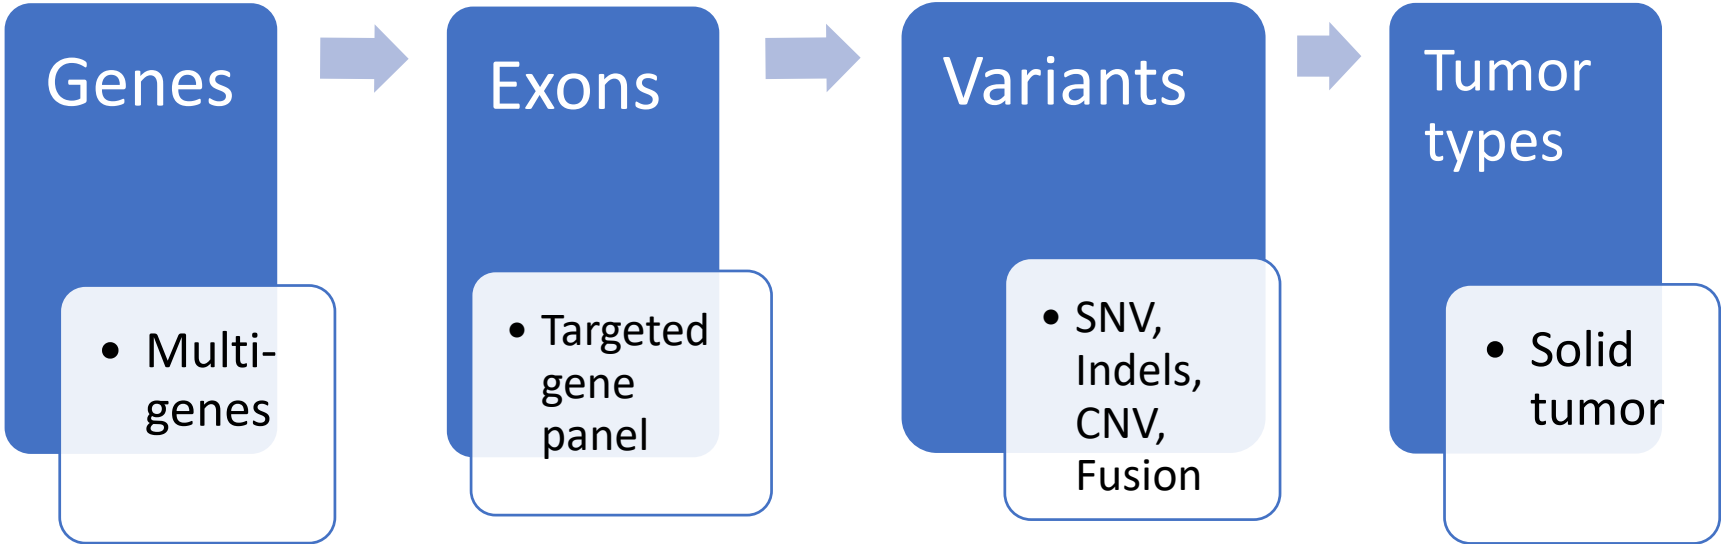 Genes
• Multi-
genes
Exons
• Targeted
gene
panel
Variants
• SNV,
Indels,
CNV,
Fusion
Tumor
types
• Solid
tumor